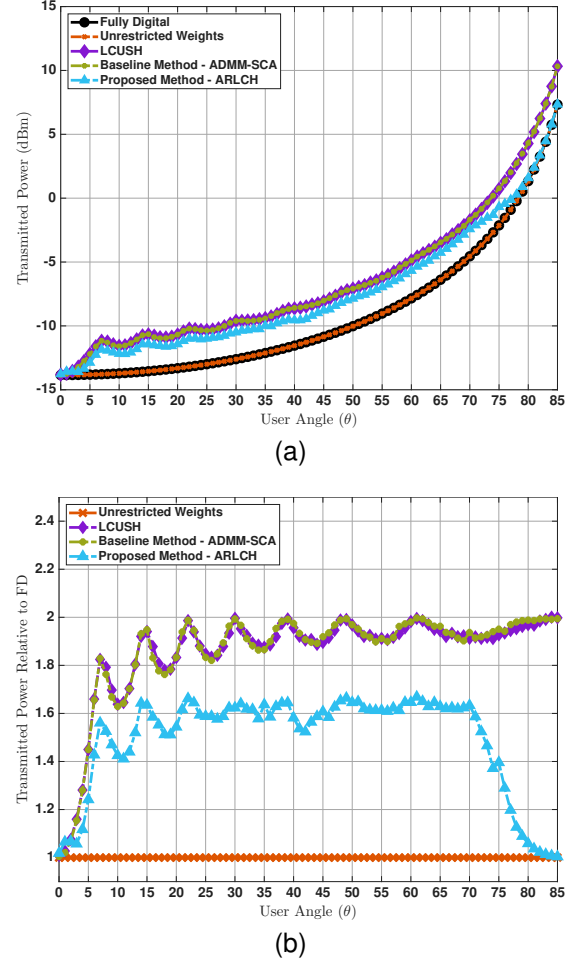 Fully Digital
Unrestricted Weights
LCUSH
Baseline Method - ADMM-SCA
Proposed Method - ARLCH
Transmitted Power (dBm)
15
10
5
0
-5
-10
-15
0 5 10 15 20 25 30 35 40 45 50 55 60 65 70 75 80 85
User Angle (θ)
(a)
Unrestricted Weights
LCUSH
Baseline Method - ADMM-SCA
Proposed Method - ARLCH
Transmitted Power Relative to FD
2.4
2.2
2
1.8
1.6
1.4
1.2
1
0 5 10 15 20 25 30 35 40 45 50 55 60 65 70 75 80 85
User Angle (θ)
(b)